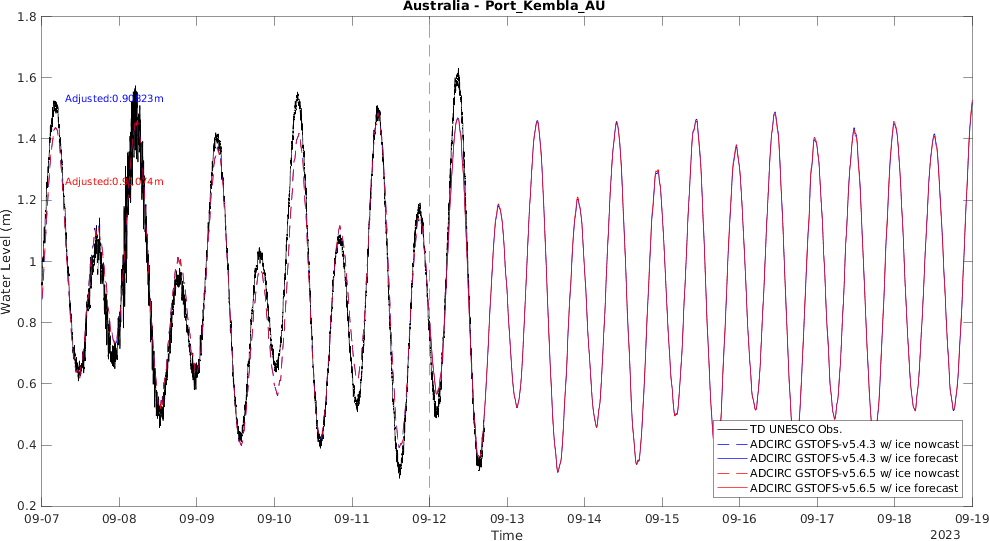 Australia - Port_Kembla_AU
Water Level (m)
1.8
1.6
1.4
1.2
1
0.8
0.6
0.4
0.2
Adjusted:0.90823m
09-07
09-08
09-09
09-10
09-11
09-12
09-13
09-14
09-15
09-16
09-17
09-18
09-19
Time
2023
TD UNESCO Obs.
ADCIRC GSTOFS-v5.4.3 w/ ice nowcast
ADCIRC GSTOFS-v5.4.3 w/ ice forecast
ADCIRC GSTOFS-v5.6.5 w/ ice nowcast
ADCIRC GSTOFS-v5.6.5 w/ ice forecast